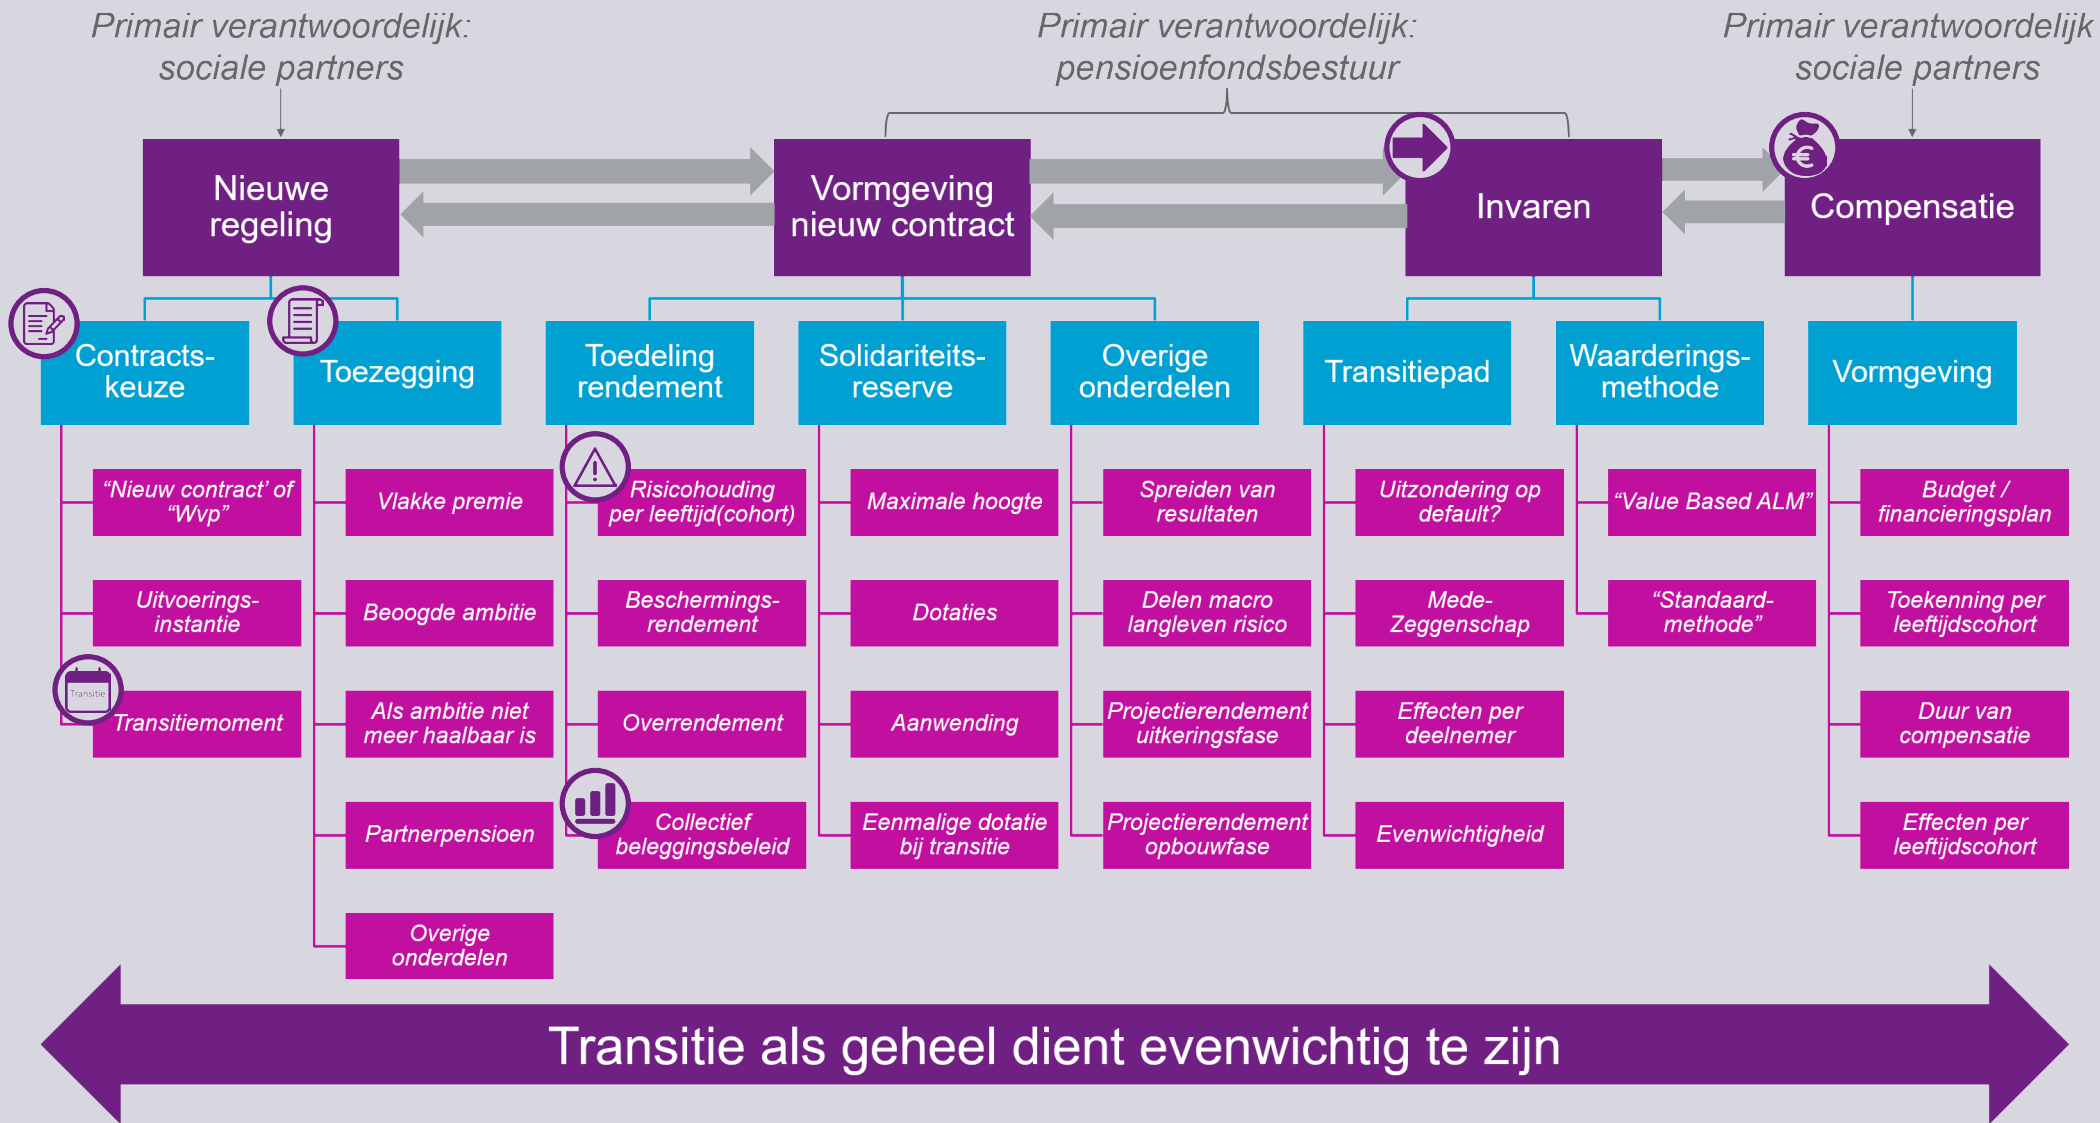 Primair verantwoordelijk:
sociale partners
Primair verantwoordelijk:
pensioenfondsbestuur
Primair verantwoordelijk
sociale partners
Nieuwe
regeling
Vormgeving
nieuw contract
Invaren
€
Compensatie
Contracts-
keuze
Toezegging
Toedeling
rendement
Solidariteits-
reserve
Overige
onderdelen
Transitiepad
Waarderings-
methode
Vormgeving
“Nieuw contract’ of
“Wvp”
Uitvoerings-
instantie
Transitie
Transitiemoment
Vlakke premie
Beoogde ambitie
Als ambitie niet
meer haalbaar is
Partnerpensioen
Overige
onderdelen
Risicohouding
per leeftijd(cohort)
Beschermings-
rendement
Overrendement
Collectief
beleggingsbeleid
Maximale hoogte
Dotaties
Aanwending
Eenmalige dotatie
bij transitie
Spreiden van
resultaten
Delen macro
langleven risico
Projectierendement
uitkeringsfase
Projectierendement
opbouwfase
Uitzondering op
default?
Mede-
Zeggenschap
Effecten per
deelnemer
Evenwichtigheid
“Value Based ALM”
“Standaard-
methode”
Budget /
financieringsplan
Toekenning per
leeftijdscohort
Duur van
compensatie
Effecten per
leeftijdscohort
Transitie als geheel dient evenwichtig te zijn